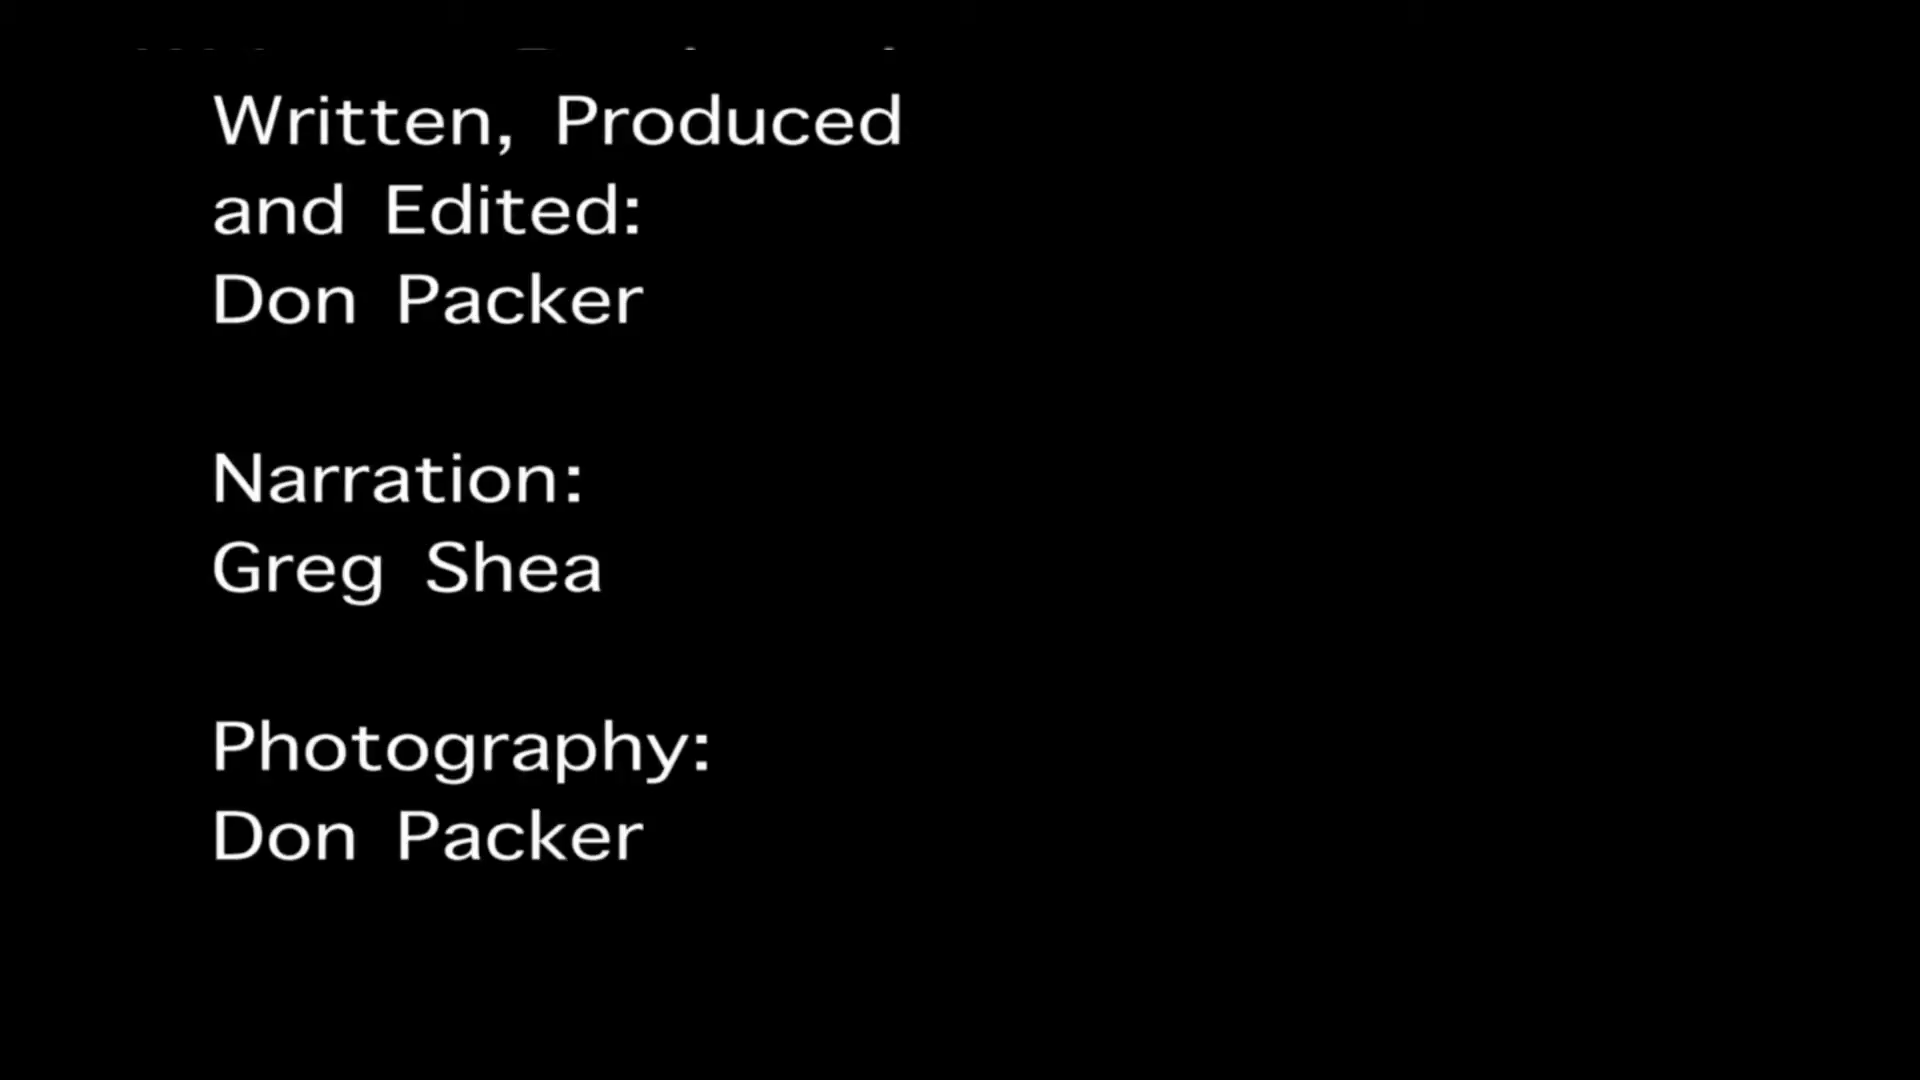 Written, Produced
and Edited:
Don Packer
Narration:
Greg Shea
Photography:
Don Packer